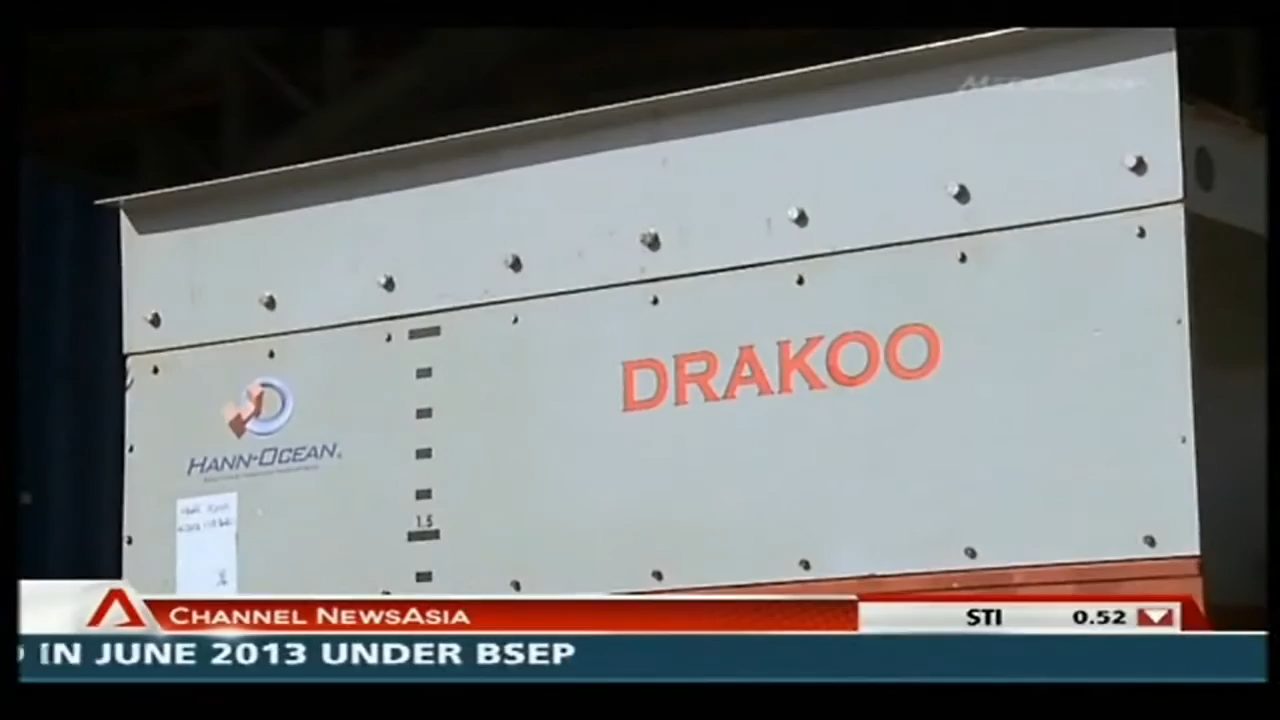 DRAKOO
HANN-OCEAN
1.5
CHANNEL NEWSASIA
STI 0.52
IN JUNE 2013 UNDER BSEP